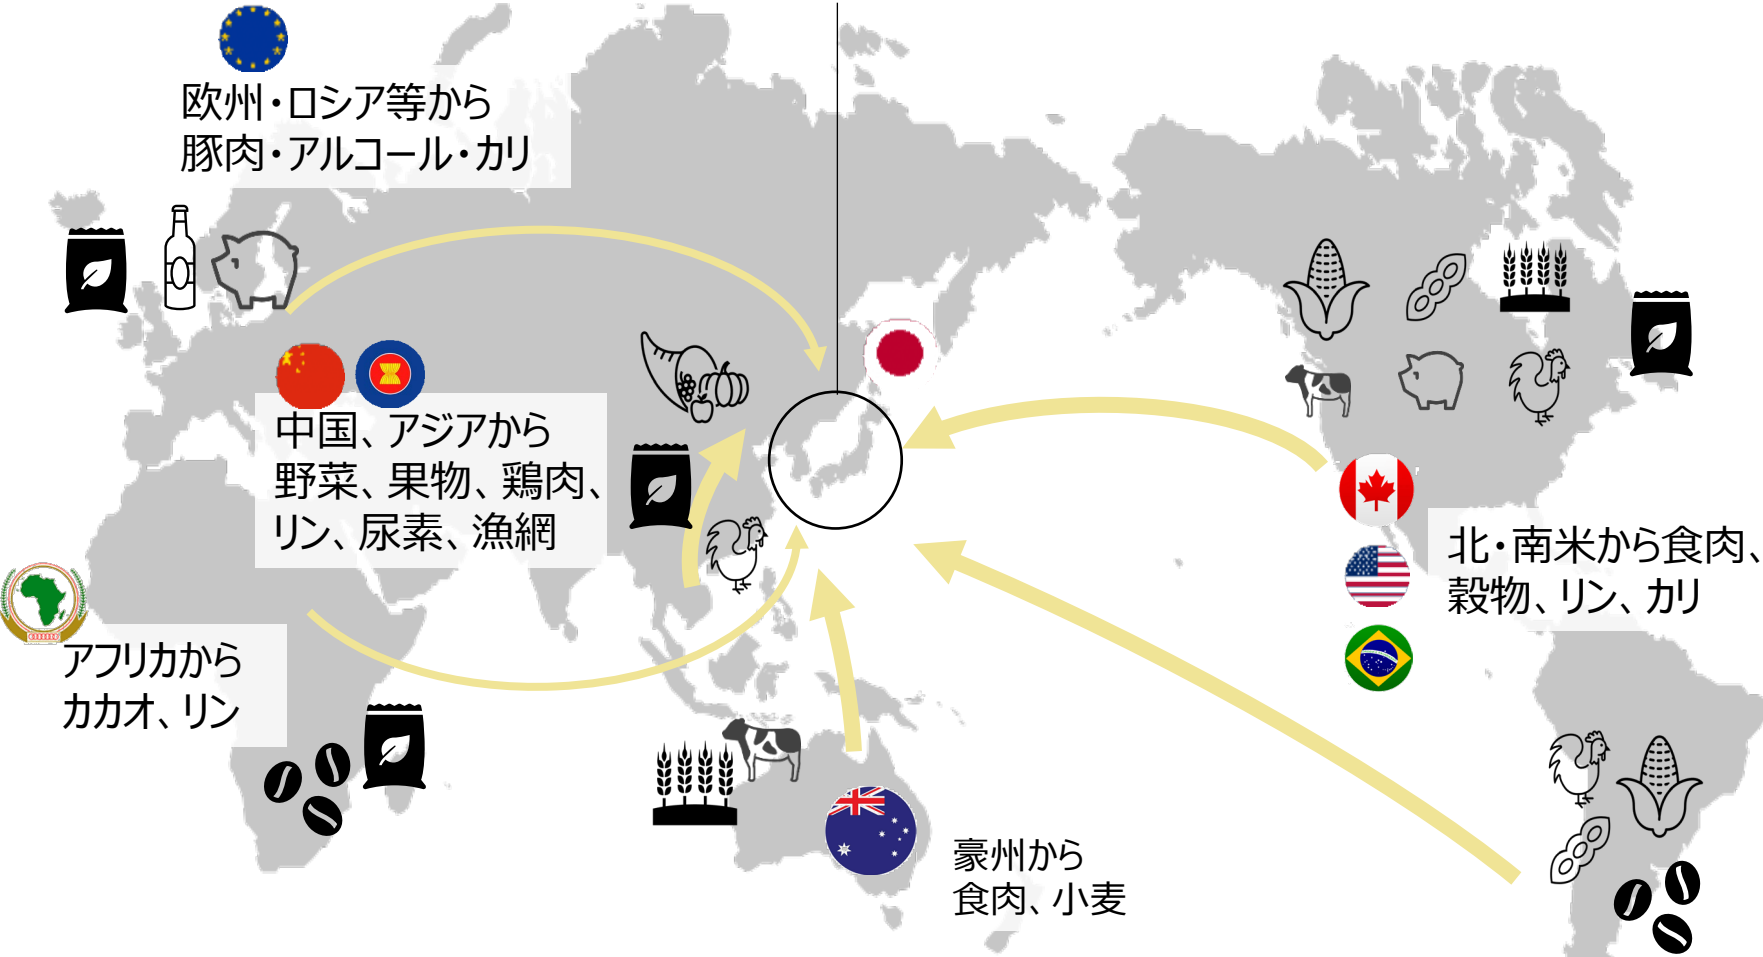 欧州・ロシア等から
豚肉・アルコール・カリ
中国、アジアから
野菜、果物、鶏肉、
リン、尿素、漁網
アフリカから
カカオ、リン
北・南米から食肉、
穀物、リン、カリ
豪州から
食肉、小麦